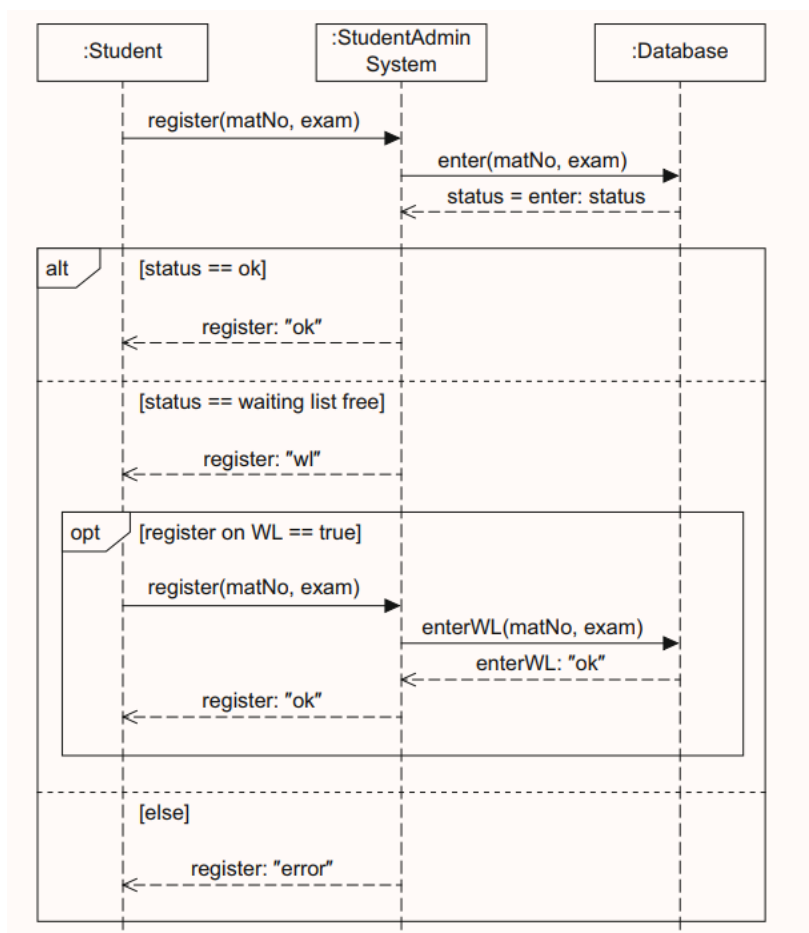 :Student
:StudentAdmin
System
:Database
register(matNo, exam)
enter(matNo, exam)
status = enter: status
alt
[status == ok]
register: "ok"
[status == waiting list free]
register: "wl"
opt
[register on WL == true]
register(matNo, exam)
enterWL(matNo, exam)
enterWL: "ok"
register: "ok"
[else]
register: "error"